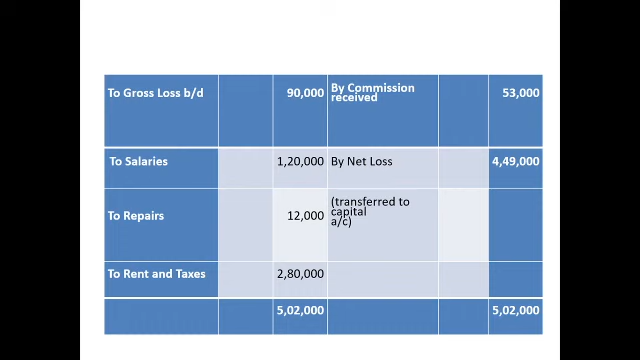 To Gross Loss b/d 90,000 By Commission received 53,000
To Salaries 1,20,000 By Net Loss 4,49,000
To Repairs 12,000 (transferred to capital a/c)
To Rent and Taxes 2,80,000
5,02,000 5,02,000